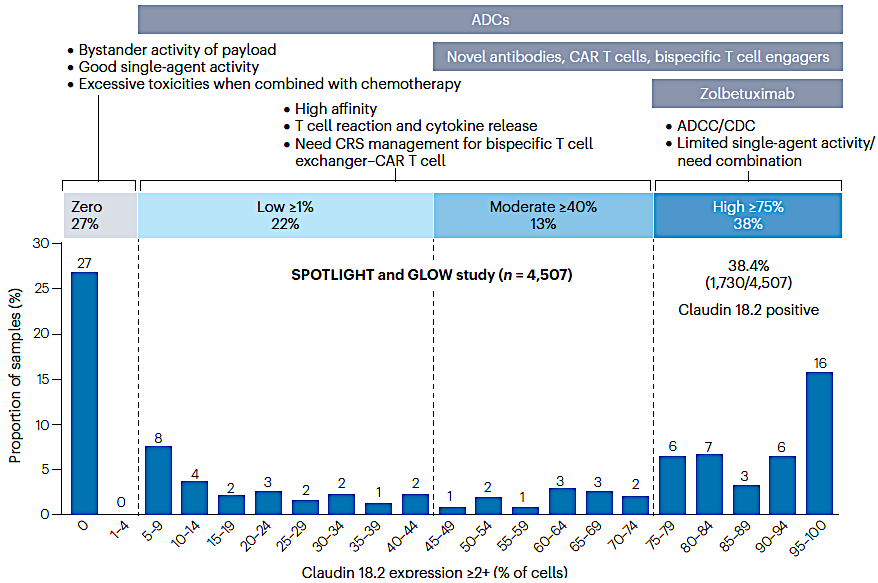 ADCs
• Bystander activity of payload
• Good single-agent activity
• Excessive toxicities when combined with chemotherapy
Novel antibodies, CAR T cells, bispecific T cell engagers
Zolbetuximab
• High affinity
• T cell reaction and cytokine release
• Need CRS management for bispecific T cell
exchanger–CAR T cell
• ADCC/CDC
• Limited single-agent activity/
need combination
Zero
27%
Low ≥1%
22%
Moderate ≥40%
13%
High ≥75%
38%
SPOTLIGHT and GLOW study (n = 4,507)
38.4%
(1,730/4,507)
Claudin 18.2 positive
Proportion of samples (%)
30
25
20
15
10
5
0
27
0
8
4
2
3
2
2
1
2
1
2
1
3
3
2
6
7
3
6
16
0
1–4
5–9
10–14
15–19
20–24
25–29
30–34
35–39
40–44
45–49
50–54
55–59
60–64
65–69
70–74
75–79
80–84
85–89
90–94
95–100
Claudin 18.2 expression ≥2+ (% of cells)